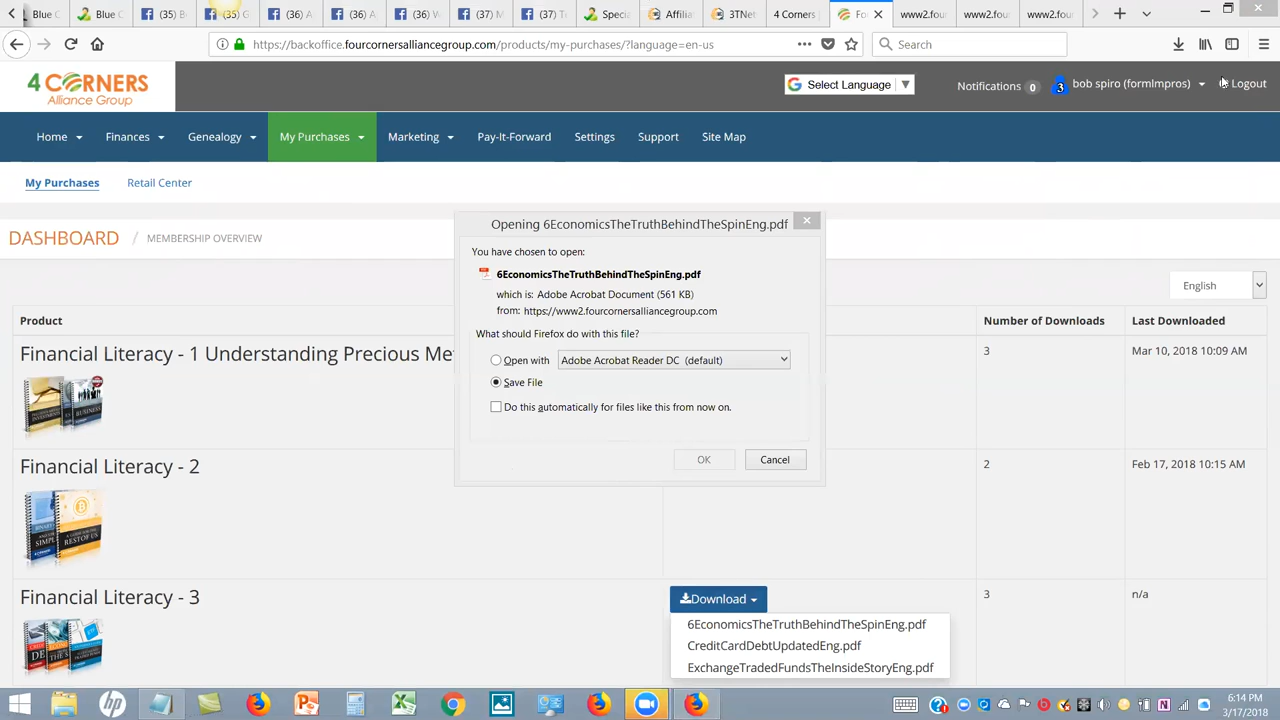 Blue C
Blue C
(35) B
(35) G
(36) A
(36) A
(36) W
(37) M
(37) T
Speci
Affilia
3TNet
4 Corners
Fo
www2.four
www2.four
www2.four
https://backoffice.fourcornersalliancegroup.com/products/my-purchases/?language=en-us
Search
4 CORNERS
Alliance Group
Select Language
Notifications 0
3
bob spiro (formlmpros)
Logout
Home
Finances
Genealogy
My Purchases
Marketing
Pay-It-Forward
Settings
Support
Site Map
My Purchases
Retail Center
DASHBOARD / MEMBERSHIP OVERVIEW
English
Product
Number of Downloads
Last Downloaded
Financial Literacy - 1 Understanding Precious Me
3
Mar 10, 2018 10:09 AM
Financial Literacy - 2
2
Feb 17, 2018 10:15 AM
Financial Literacy - 3
Download
3
n/a
6EconomicsTheTruthBehindTheSpinEng.pdf
CreditCardDebtUpdatedEng.pdf
ExchangeTradedFundsTheInsideStoryEng.pdf
Opening 6EconomicsTheTruthBehindTheSpinEng.pdf
You have chosen to open:
6EconomicsTheTruthBehindTheSpinEng.pdf
which is: Adobe Acrobat Document (561 KB)
from: https://www2.fourcornersalliancegroup.com
What should Firefox do with this file?
Open with
Adobe Acrobat Reader DC (default)
Save File
Do this automatically for files like this from now on.
OK
Cancel
6:14 PM
3/17/2018